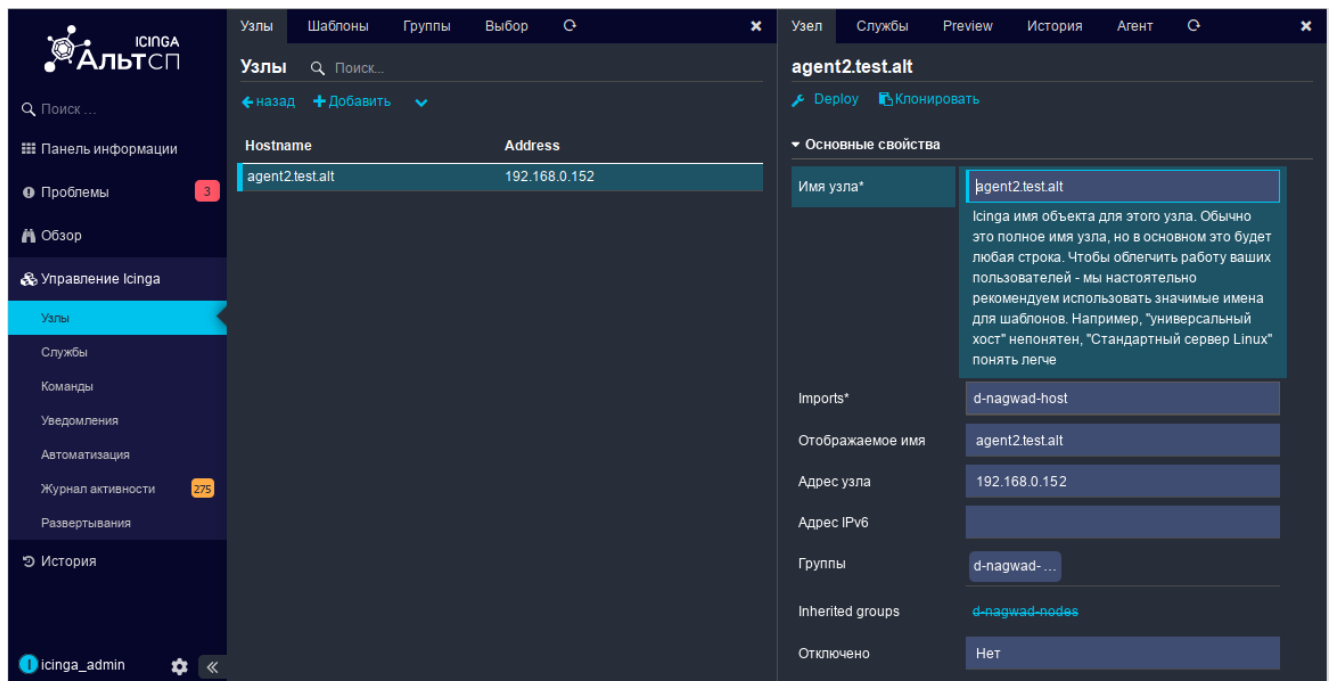 ICINGA
АЛЬТСП
Поиск ...
Панель информации
Проблемы 3
Обзор
Управление Icinga
Узлы
Службы
Команды
Уведомления
Автоматизация
Журнал активности 275
Развертывания
История
icinga_admin
Узлы Шаблоны Группы Выбор
Узлы Поиск...
назад Добавить
Hostname Address
agent2.test.alt 192.168.0.152
Узел Службы Preview История Агент
agent2.test.alt
Deploy Клонировать
Основные свойства
Имя узла* agent2.test.alt
Icinga имя объекта для этого узла. Обычно
это полное имя узла, но в основном это будет
любая строка. Чтобы облегчить работу ваших
пользователей - мы настоятельно
рекомендуем использовать значимые имена
для шаблонов. Например, "универсальный
хост" непонятен, "Стандартный сервер Linux"
понять легче
Imports* d-nagwad-host
Отображаемое имя agent2.test.alt
Адрес узла 192.168.0.152
Адрес IPv6
Группы d-nagwad-...
Inherited groups d-nagwad-nodes
Отключено Нет